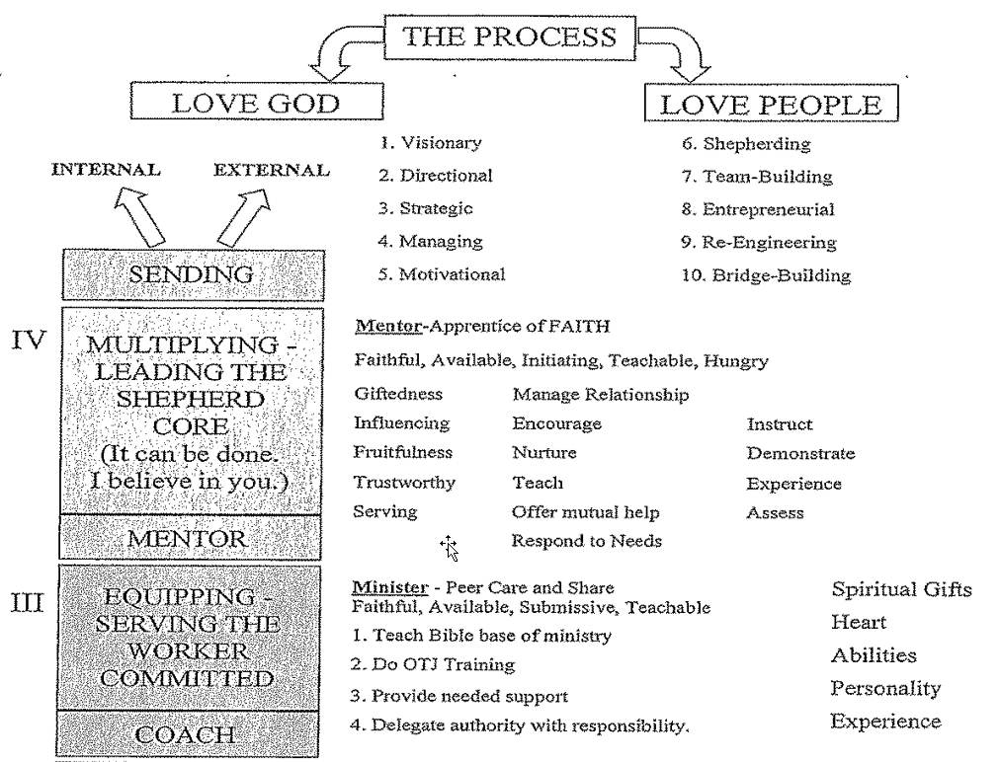 THE PROCESS
LOVE GOD
LOVE PEOPLE
1. Visionary
2. Directional
3. Strategic
4. Managing
5. Motivational
6. Shepherding
7. Team-Building
8. Entrepreneurial
9. Re-Engineering
10. Bridge-Building
INTERNAL
EXTERNAL
SENDING
IV
MULTIPLYING -
LEADING THE
SHEPHERD
CORE
(It can be done.
I believe in you.)
MENTOR
Mentor-Apprentice of FAITH
Faithful, Available, Initiating, Teachable, Hungry
Giftedness
Influencing
Fruitfulness
Trustworthy
Serving
Manage Relationship
Encourage
Nurture
Teach
Offer mutual help
Respond to Needs
Instruct
Demonstrate
Experience
Assess
III
EQUIPPING -
SERVING THE
WORKER
COMMITTED
COACH
Minister - Peer Care and Share
Faithful, Available, Submissive, Teachable
1. Teach Bible base of ministry
2. Do OTJ Training
3. Provide needed support
4. Delegate authority with responsibility.
Spiritual Gifts
Heart
Abilities
Personality
Experience